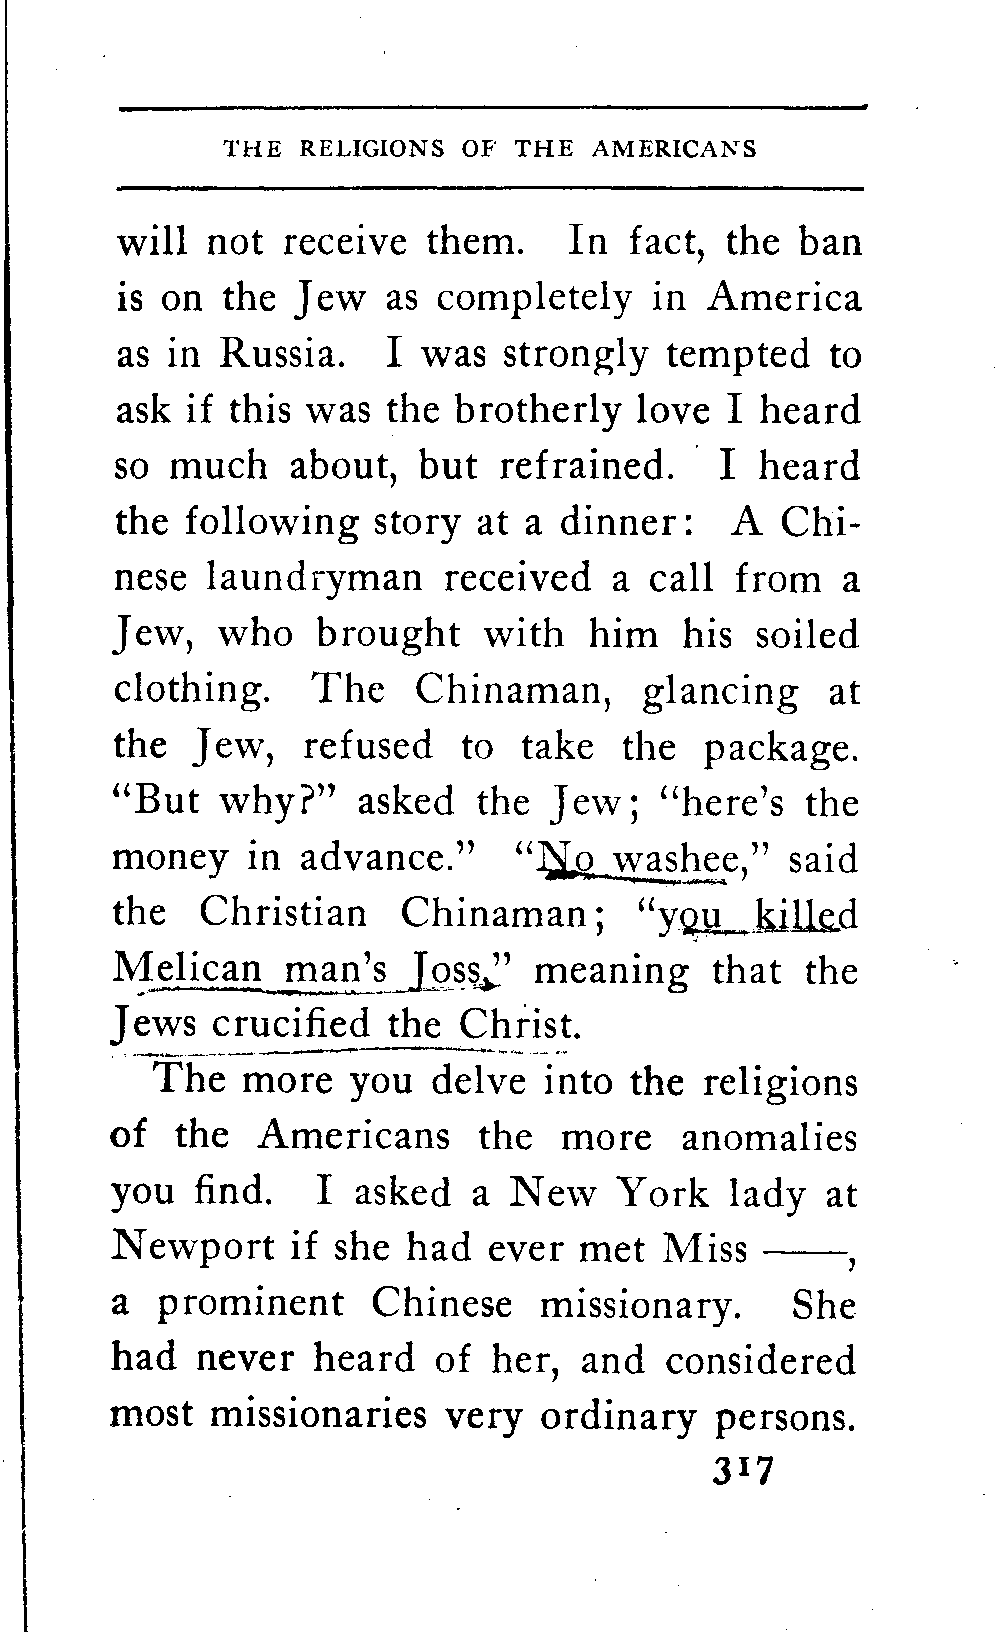 THE RELIGIONS OF THE AMERICANS
will not receive them. In fact, the ban
is on the Jew as completely in America
as in Russia. I was strongly tempted to
ask if this was the brotherly love I heard
so much about, but refrained. I heard
the following story at a dinner: A Chi-
nese laundryman received a call from a
Jew, who brought with him his soiled
clothing. The Chinaman, glancing at
the Jew, refused to take the package.
“But why?” asked the Jew; “here’s the
money in advance.” “No washee,” said
the Christian Chinaman; “you killed
Melican man’s Joss,” meaning that the
Jews crucified the Christ.
The more you delve into the religions
of the Americans the more anomalies
you find. I asked a New York lady at
Newport if she had ever met Miss ——,
a prominent Chinese missionary. She
had never heard of her, and considered
most missionaries very ordinary persons.
317